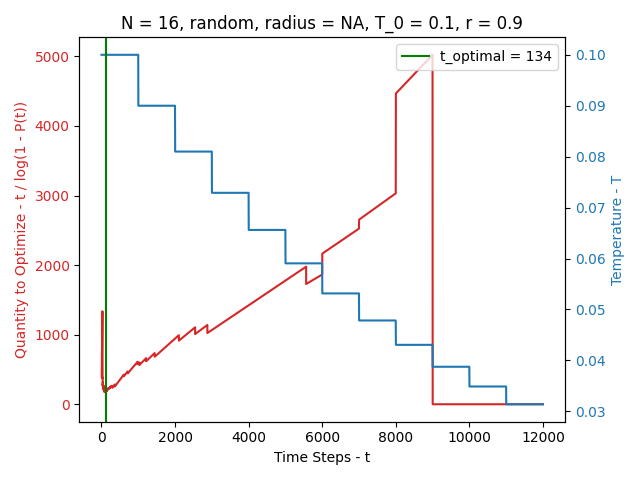 N = 16, random, radius = NA, T_0 = 0.1, r = 0.9
t_optimal = 134
Quantity to Optimize - t / log(1 - P(t))
5000
4000
3000
2000
1000
0
0.10
0.09
0.08
0.07
0.06
0.05
0.04
0.03
Temperature - T
0 2000 4000 6000 8000 10000 12000
Time Steps - t